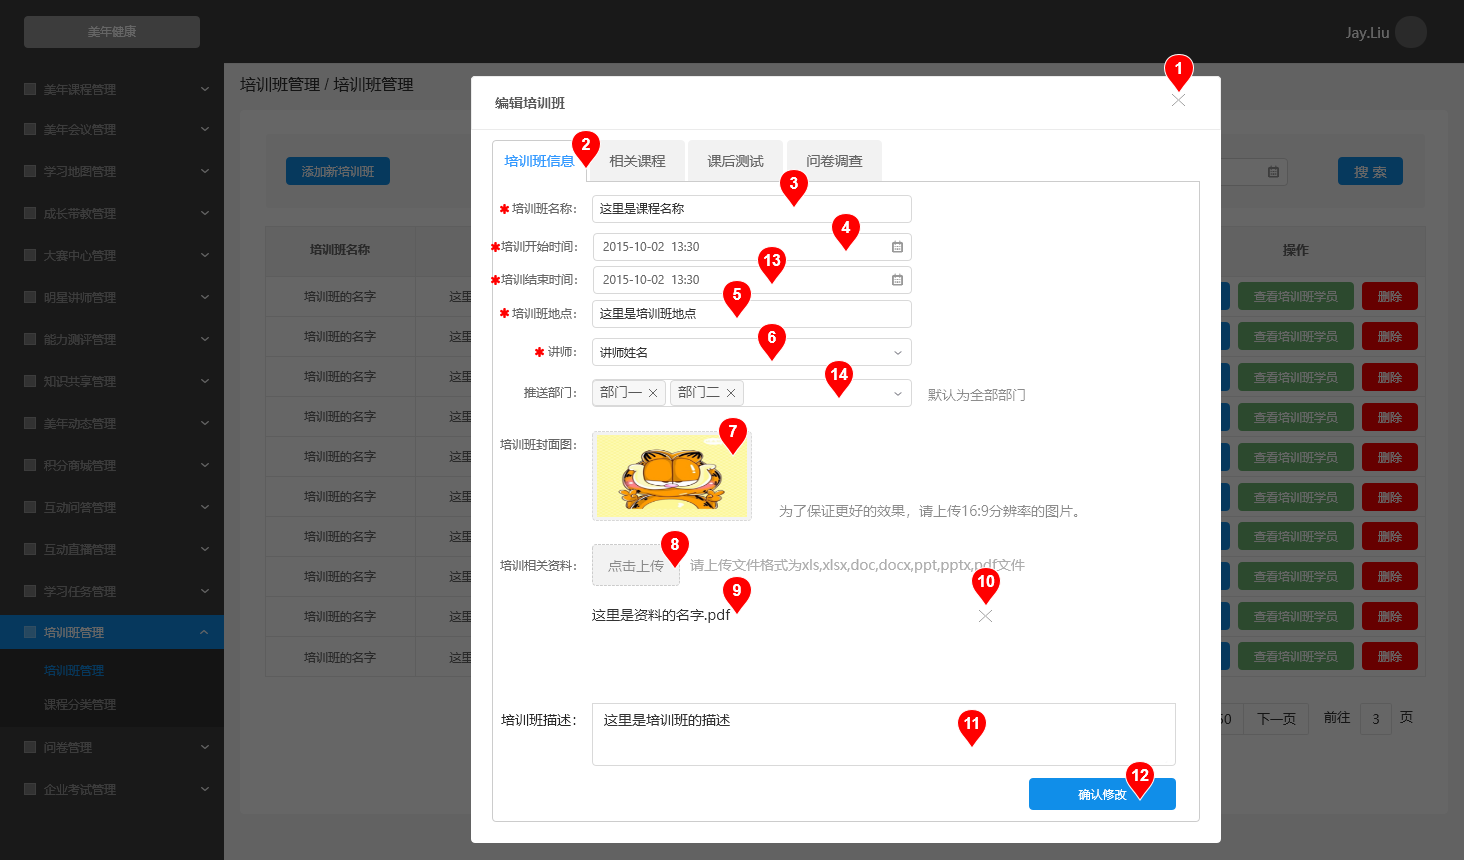 美年健康
Jay.Liu
美年课程管理
美年会议管理
学习地图管理
成长带教管理
大赛中心管理
明星讲师管理
能力测评管理
知识共享管理
美年动态管理
积分商城管理
互动问答管理
互动直播管理
学习任务管理
培训班管理
培训班管理
课程分类管理
问卷管理
企业考试管理
培训班管理 / 培训班管理
添加新培训班
搜 索
培训班名称
操作
培训班的名字 这里 查看培训班学员 删除
培训班的名字 这里 查看培训班学员 删除
培训班的名字 这里 查看培训班学员 删除
培训班的名字 这里 查看培训班学员 删除
培训班的名字 这里 查看培训班学员 删除
培训班的名字 这里 查看培训班学员 删除
培训班的名字 这里 查看培训班学员 删除
培训班的名字 这里 查看培训班学员 删除
培训班的名字 这里 查看培训班学员 删除
培训班的名字 这里 查看培训班学员 删除
下一页 前往 3 页
1
编辑培训班
2
培训班信息 相关课程 课后测试 问卷调查
3
✱培训班名称: 这里是课程名称
4
✱培训开始时间: 2015-10-02 13:30
13
✱培训结束时间: 2015-10-02 13:30
5
✱培训班地点: 这里是培训班地点
6
✱讲师: 讲师姓名
14
推送部门: 部门一 部门二 默认为全部部门
7
培训班封面图:
为了保证更好的效果，请上传16:9分辨率的图片。
8
培训相关资料: 点击上传 请上传文件格式为xls,xlsx,doc,docx,ppt,pptx,pdf文件
9
10
这里是资料的名字.pdf
培训班描述: 这里是培训班的描述
11
12
确认修改